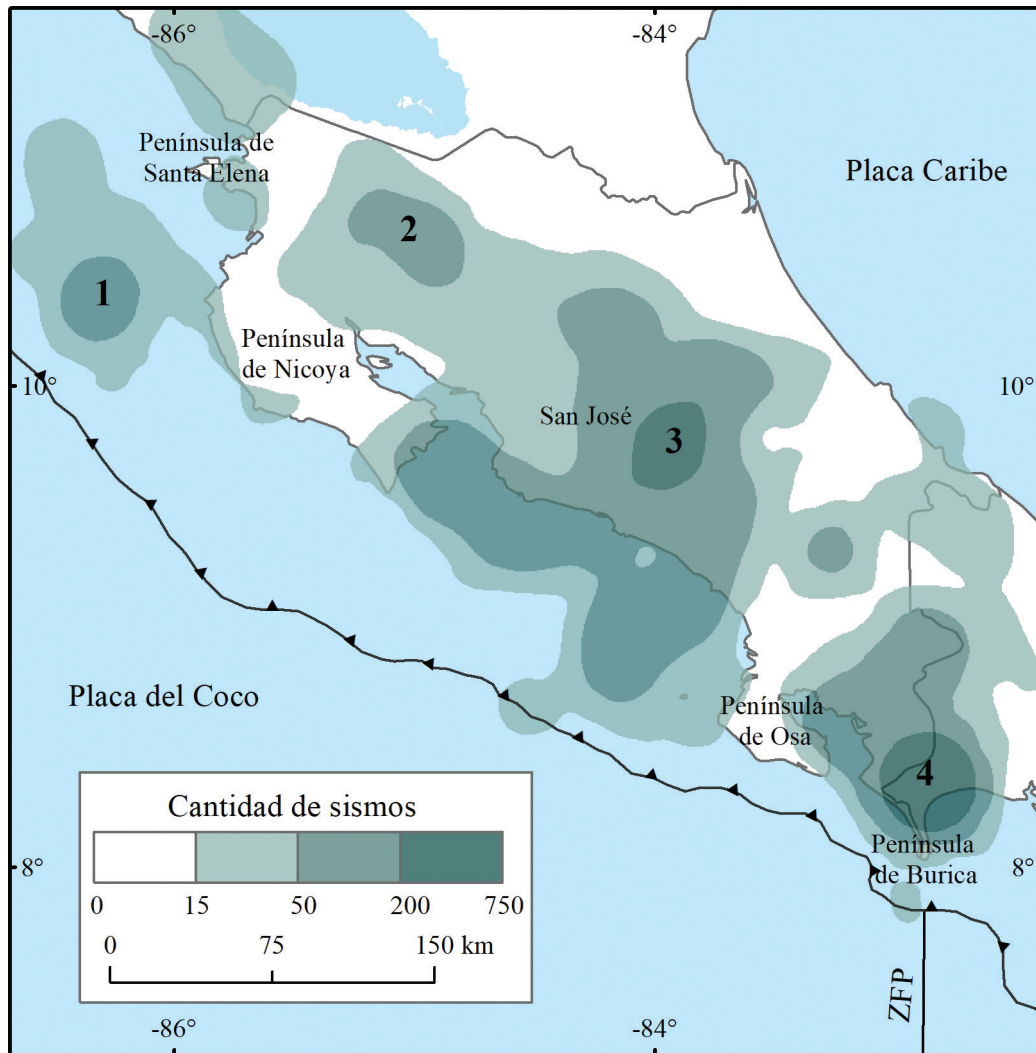 -86°
-84°
Península de
Santa Elena
Placa Caribe
2
1
Península
de Nicoya
10°
10°
San José
3
Placa del Coco
Península
de Osa
4
Península
de Burica
8°
8°
Cantidad de sismos
0 15 50 200 750
0 75 150 km
ZFP
-86°
-84°